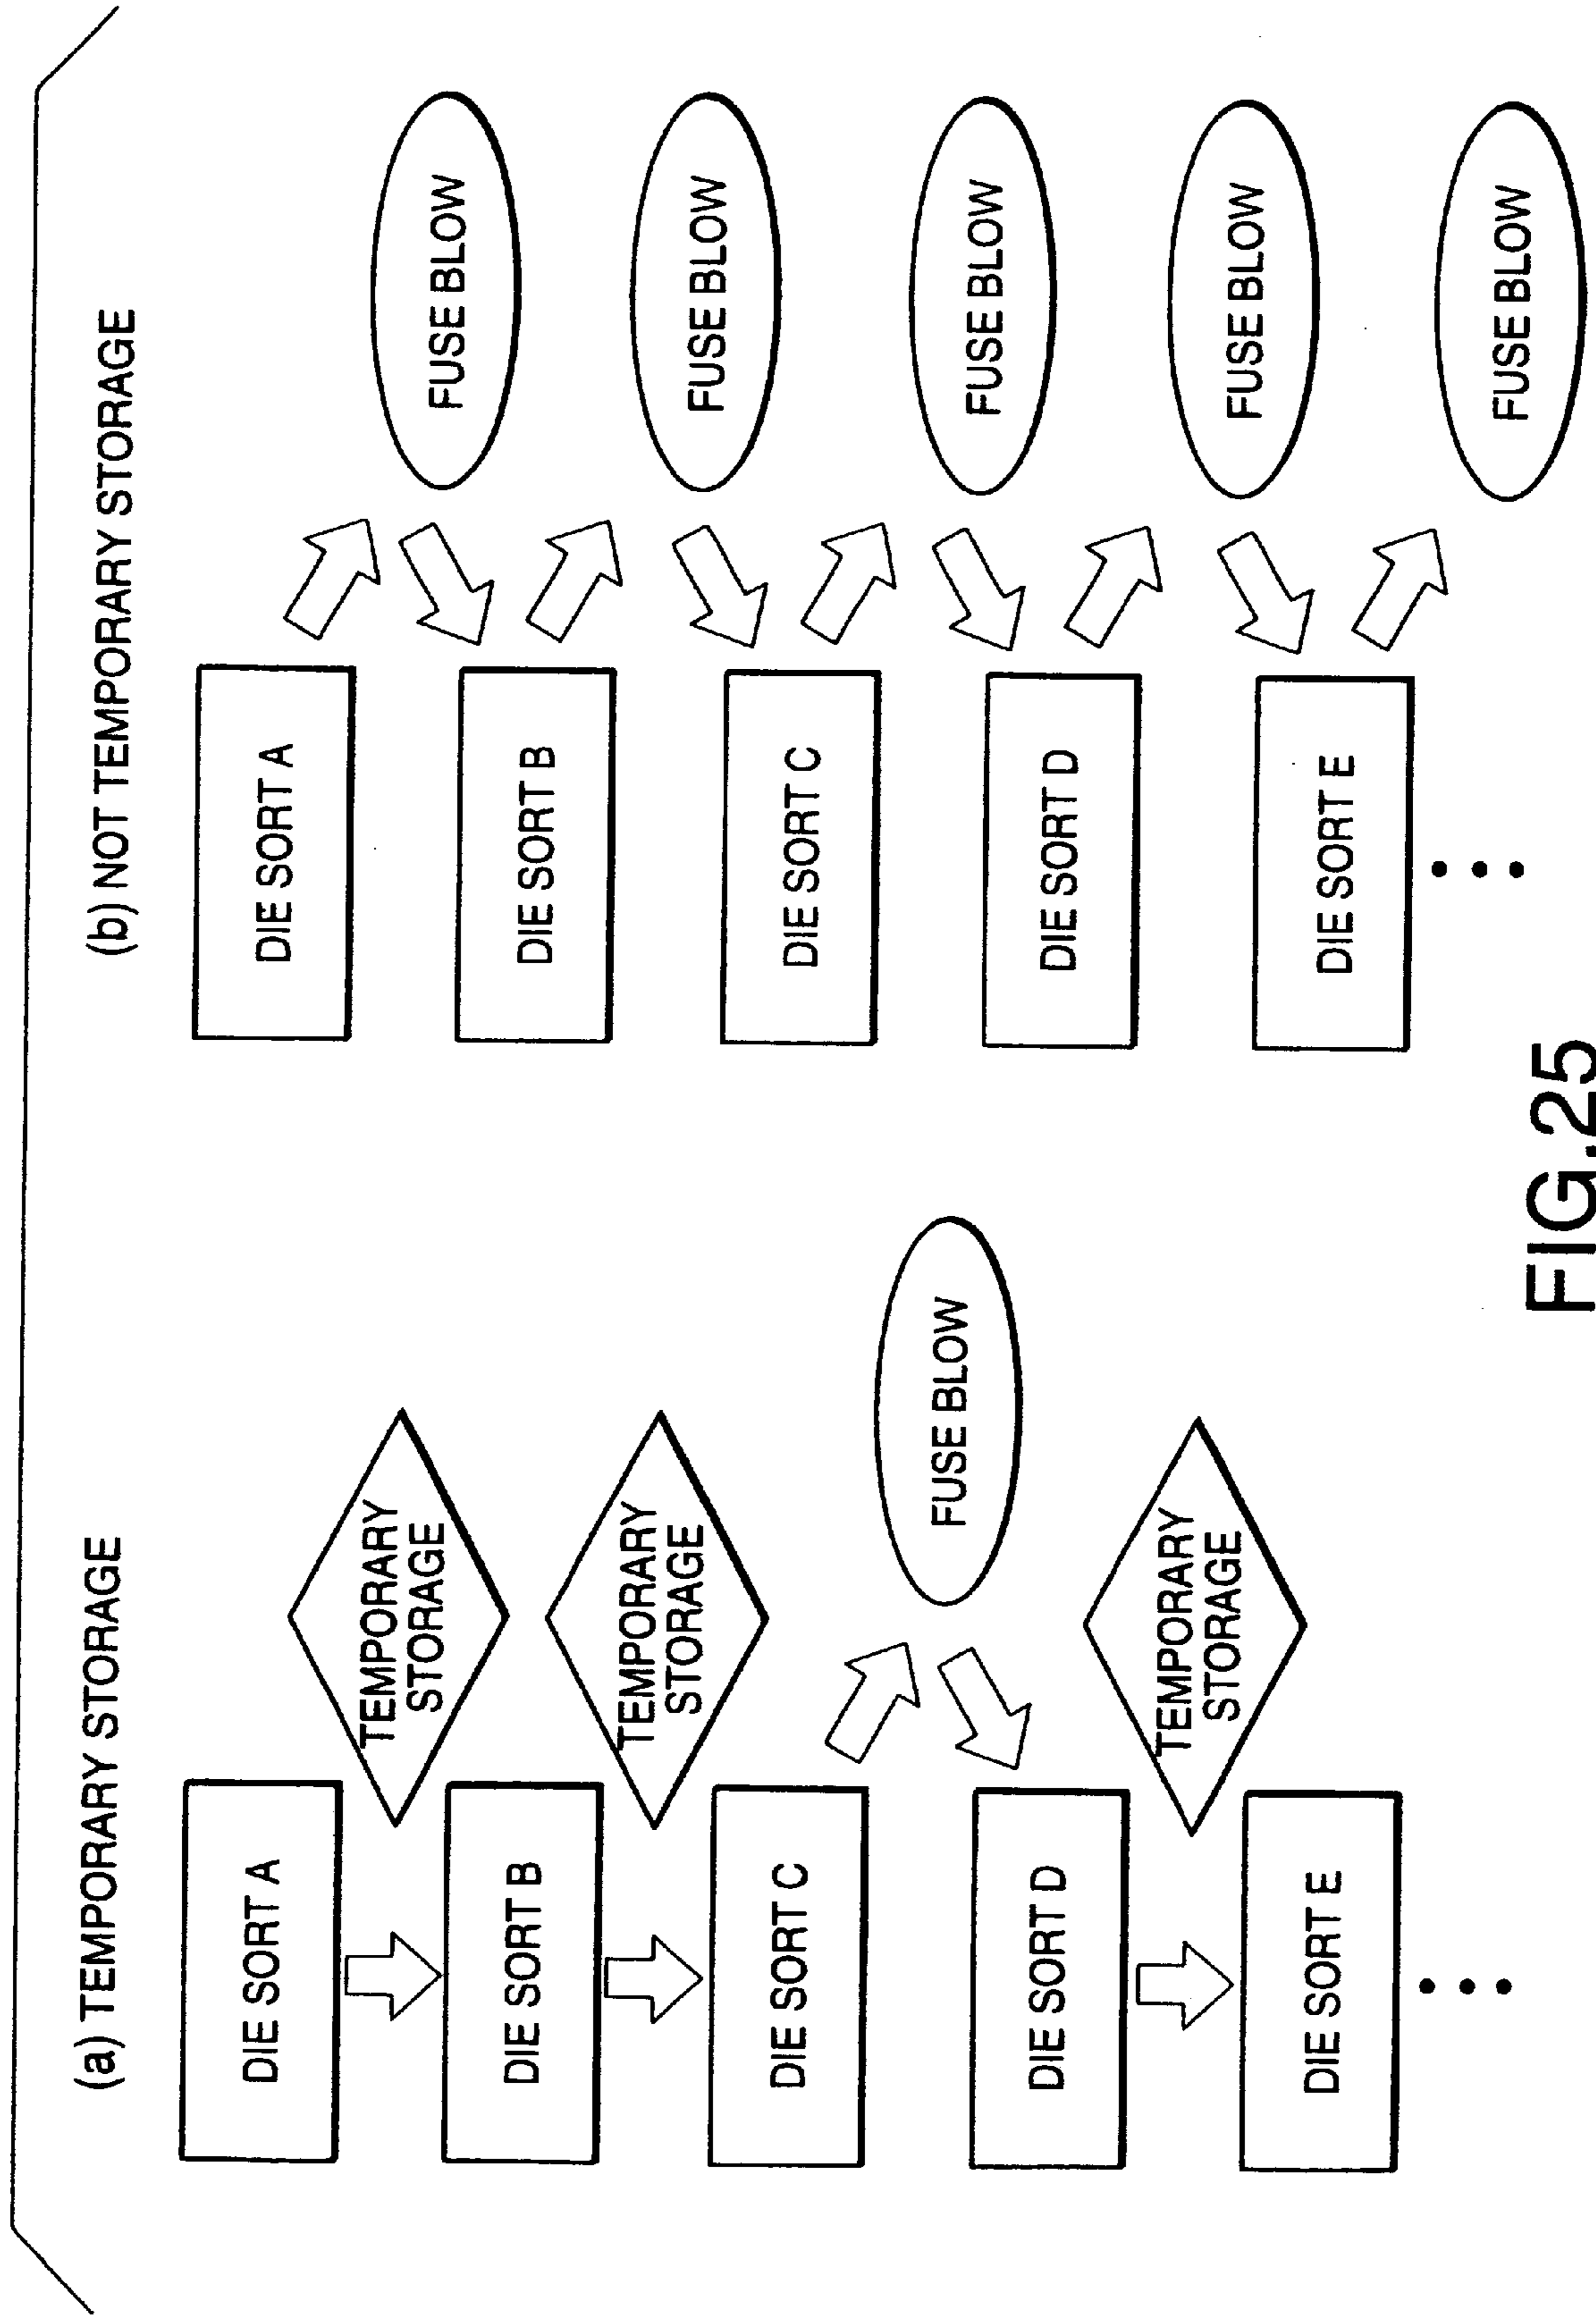 (a) TEMPORARY STORAGE
DIE SORT A
TEMPORARY
STORAGE
DIE SORT B
TEMPORARY
STORAGE
DIE SORT C
FUSE BLOW
DIE SORT D
TEMPORARY
STORAGE
DIE SORT E
(b) NOT TEMPORARY STORAGE
DIE SORT A
FUSE BLOW
DIE SORT B
FUSE BLOW
DIE SORT C
FUSE BLOW
DIE SORT D
FUSE BLOW
DIE SORT E
FUSE BLOW
FIG.25